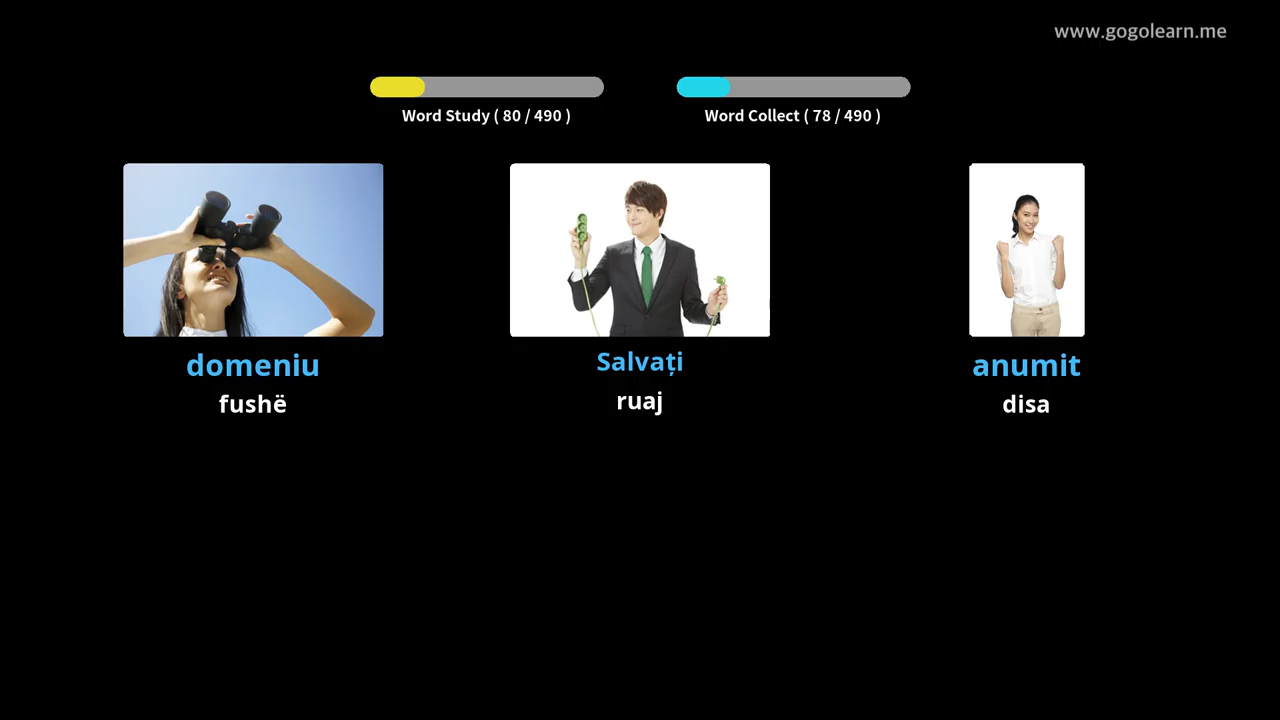 www.gogolearn.me
Word Study ( 80 / 490 )
Word Collect ( 78 / 490 )
domeniu
fushë
Salvați
ruaj
anumit
disa